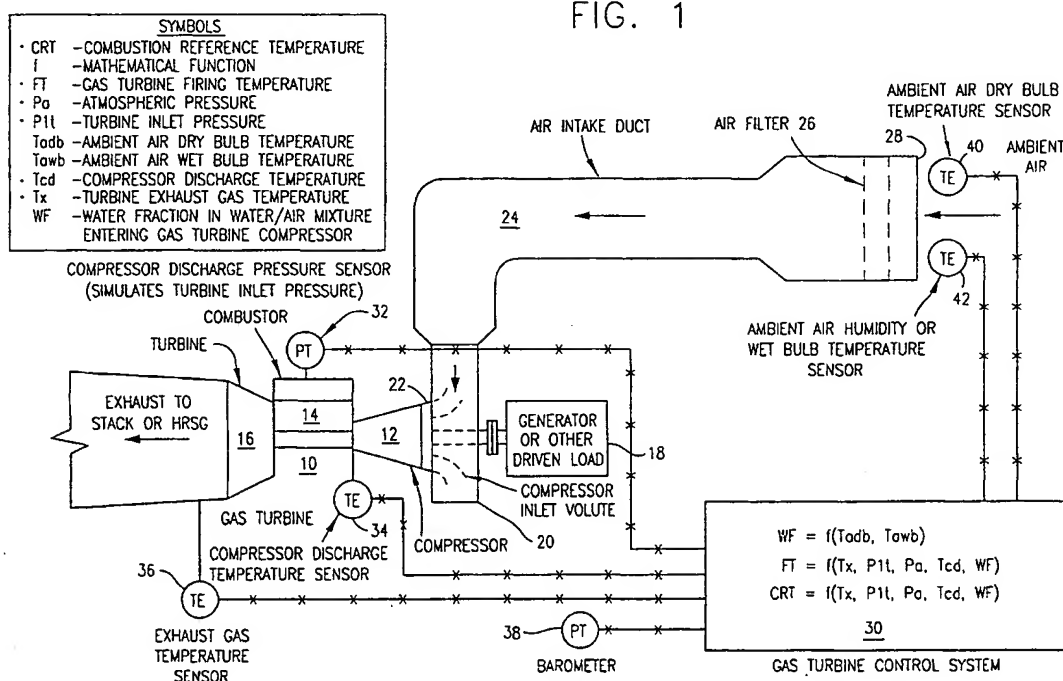 FIG. 1
SYMBOLS
· CRT –COMBUSTION REFERENCE TEMPERATURE
f –MATHEMATICAL FUNCTION
· FT –GAS TURBINE FIRING TEMPERATURE
· Pa –ATMOSPHERIC PRESSURE
· P1t –TURBINE INLET PRESSURE
Tadb –AMBIENT AIR DRY BULB TEMPERATURE
Tawb –AMBIENT AIR WET BULB TEMPERATURE
· Tcd –COMPRESSOR DISCHARGE TEMPERATURE
· Tx –TURBINE EXHAUST GAS TEMPERATURE
WF –WATER FRACTION IN WATER/AIR MIXTURE
ENTERING GAS TURBINE COMPRESSOR
AMBIENT AIR DRY BULB
TEMPERATURE SENSOR
AIR INTAKE DUCT
AIR FILTER 26
28
40
TE
AMBIENT
AIR
24
TE
42
AMBIENT AIR HUMIDITY OR
WET BULB TEMPERATURE
SENSOR
COMPRESSOR DISCHARGE PRESSURE SENSOR
(SIMULATES TURBINE INLET PRESSURE)
COMBUSTOR
32
PT
TURBINE
22
EXHAUST TO
STACK OR HRSG
16
14
10
12
GENERATOR
OR OTHER
DRIVEN LOAD
18
COMPRESSOR
INLET VOLUTE
20
GAS TURBINE
TE
34
COMPRESSOR
COMPRESSOR DISCHARGE
TEMPERATURE SENSOR
36
TE
EXHAUST GAS
TEMPERATURE
SENSOR
38
PT
BAROMETER
WF = f(Tadb, Tawb)
FT = f(Tx, P1t, Pa, Tcd, WF)
CRT = f(Tx, P1t, Pa, Tcd, WF)
30
GAS TURBINE CONTROL SYSTEM